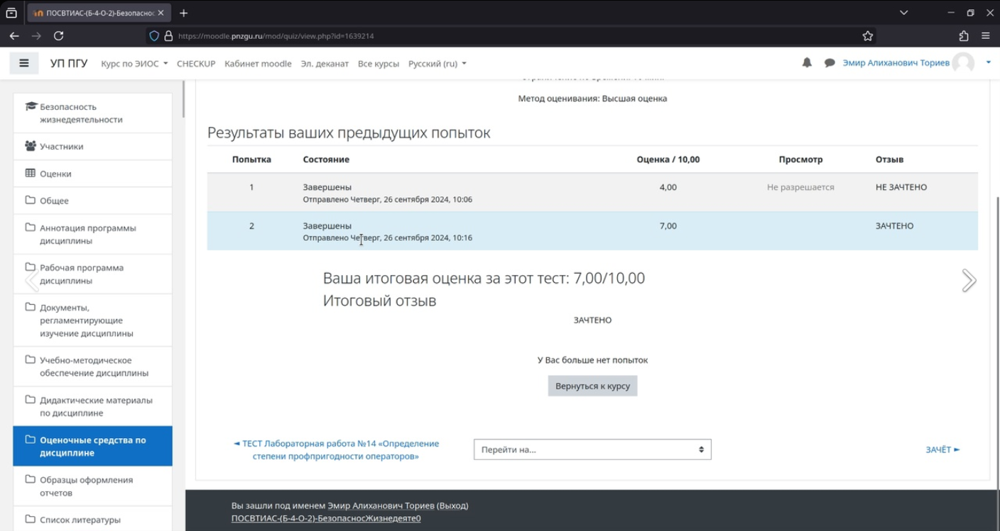 ПОСВТИАС-(Б-4-О-2)-Безопаснос
https://moodle.pnzgu.ru/mod/quiz/view.php?id=1639214
УП ПГУ
Курс по ЭИОС
CHECKUP
Кабинет moodle
Эл. деканат
Все курсы
Русский (ru)
Эмир Алиханович Ториев
Безопасность
жизнедеятельности
Участники
Оценки
Общее
Аннотация программы
дисциплины
Рабочая программа
дисциплины
Документы,
регламентирующие
изучение дисциплины
Учебно-методическое
обеспечение дисциплины
Дидактические материалы
по дисциплине
Оценочные средства по
дисциплине
Образцы оформления
отчетов
Список литературы
Метод оценивания: Высшая оценка
Результаты ваших предыдущих попыток
Попытка Состояние Оценка / 10,00 Просмотр Отзыв
1 Завершены 4,00 Не разрешается НЕ ЗАЧТЕНО
Отправлено Четверг, 26 сентября 2024, 10:06
2 Завершены 7,00 ЗАЧТЕНО
Отправлено Четверг, 26 сентября 2024, 10:16
Ваша итоговая оценка за этот тест: 7,00/10,00
Итоговый отзыв
ЗАЧТЕНО
У Вас больше нет попыток
Вернуться к курсу
◄ ТЕСТ Лабораторная работа №14 «Определение
степени профпригодности операторов»
Перейти на...
ЗАЧЁТ ►
Вы зашли под именем Эмир Алиханович Ториев (Выход)
ПОСВТИАС-(Б-4-О-2)-БезопасносЖизнедеяте0